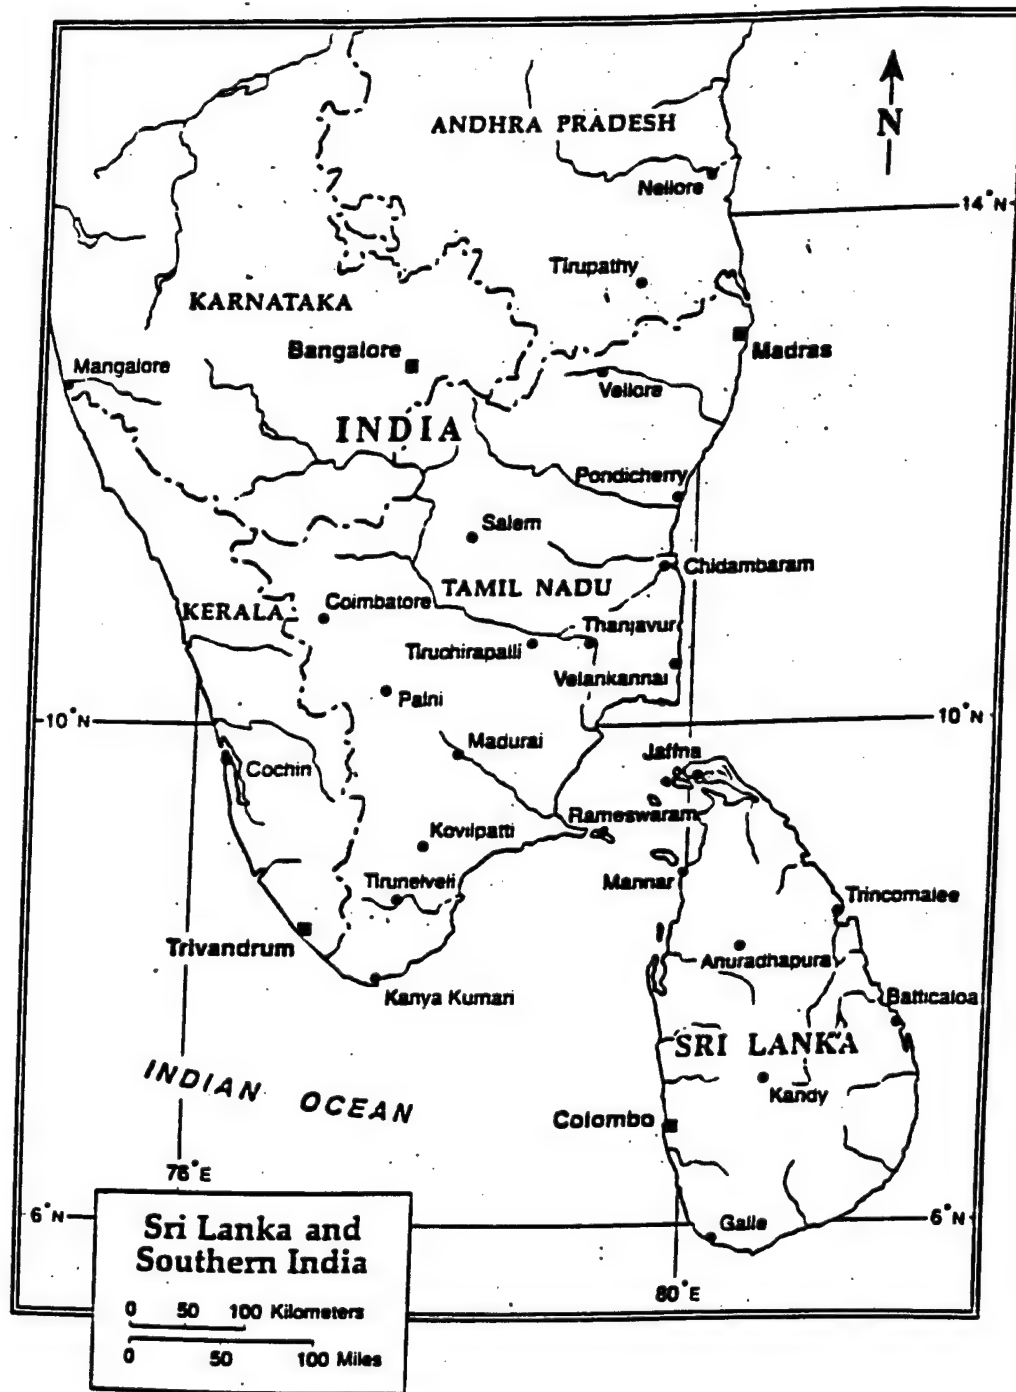 ANDHRA PRADESH
N
Nellore
14°N
Tirupathy
KARNATAKA
Bangalore
Madras
Mangalore
Vellore
INDIA
Pondicherry
Salem
Chidambaram
TAMIL NADU
KERALA
Coimbatore
Thanjavur
Tiruchirapalli
Velankannai
Palni
10°N
10°N
Madurai
Jaffna
Cochin
Rameswaram
Kovilpatti
Tirunelveli
Mannar
Trincomalee
Trivandrum
Anuradhapura
Kanya Kumari
Batticaloa
SRI LANKA
INDIAN OCEAN
Kandy
Colombo
76°E
6°N
Galle
6°N
80°E
Sri Lanka and
Southern India
0 50 100 Kilometers
0 50 100 Miles